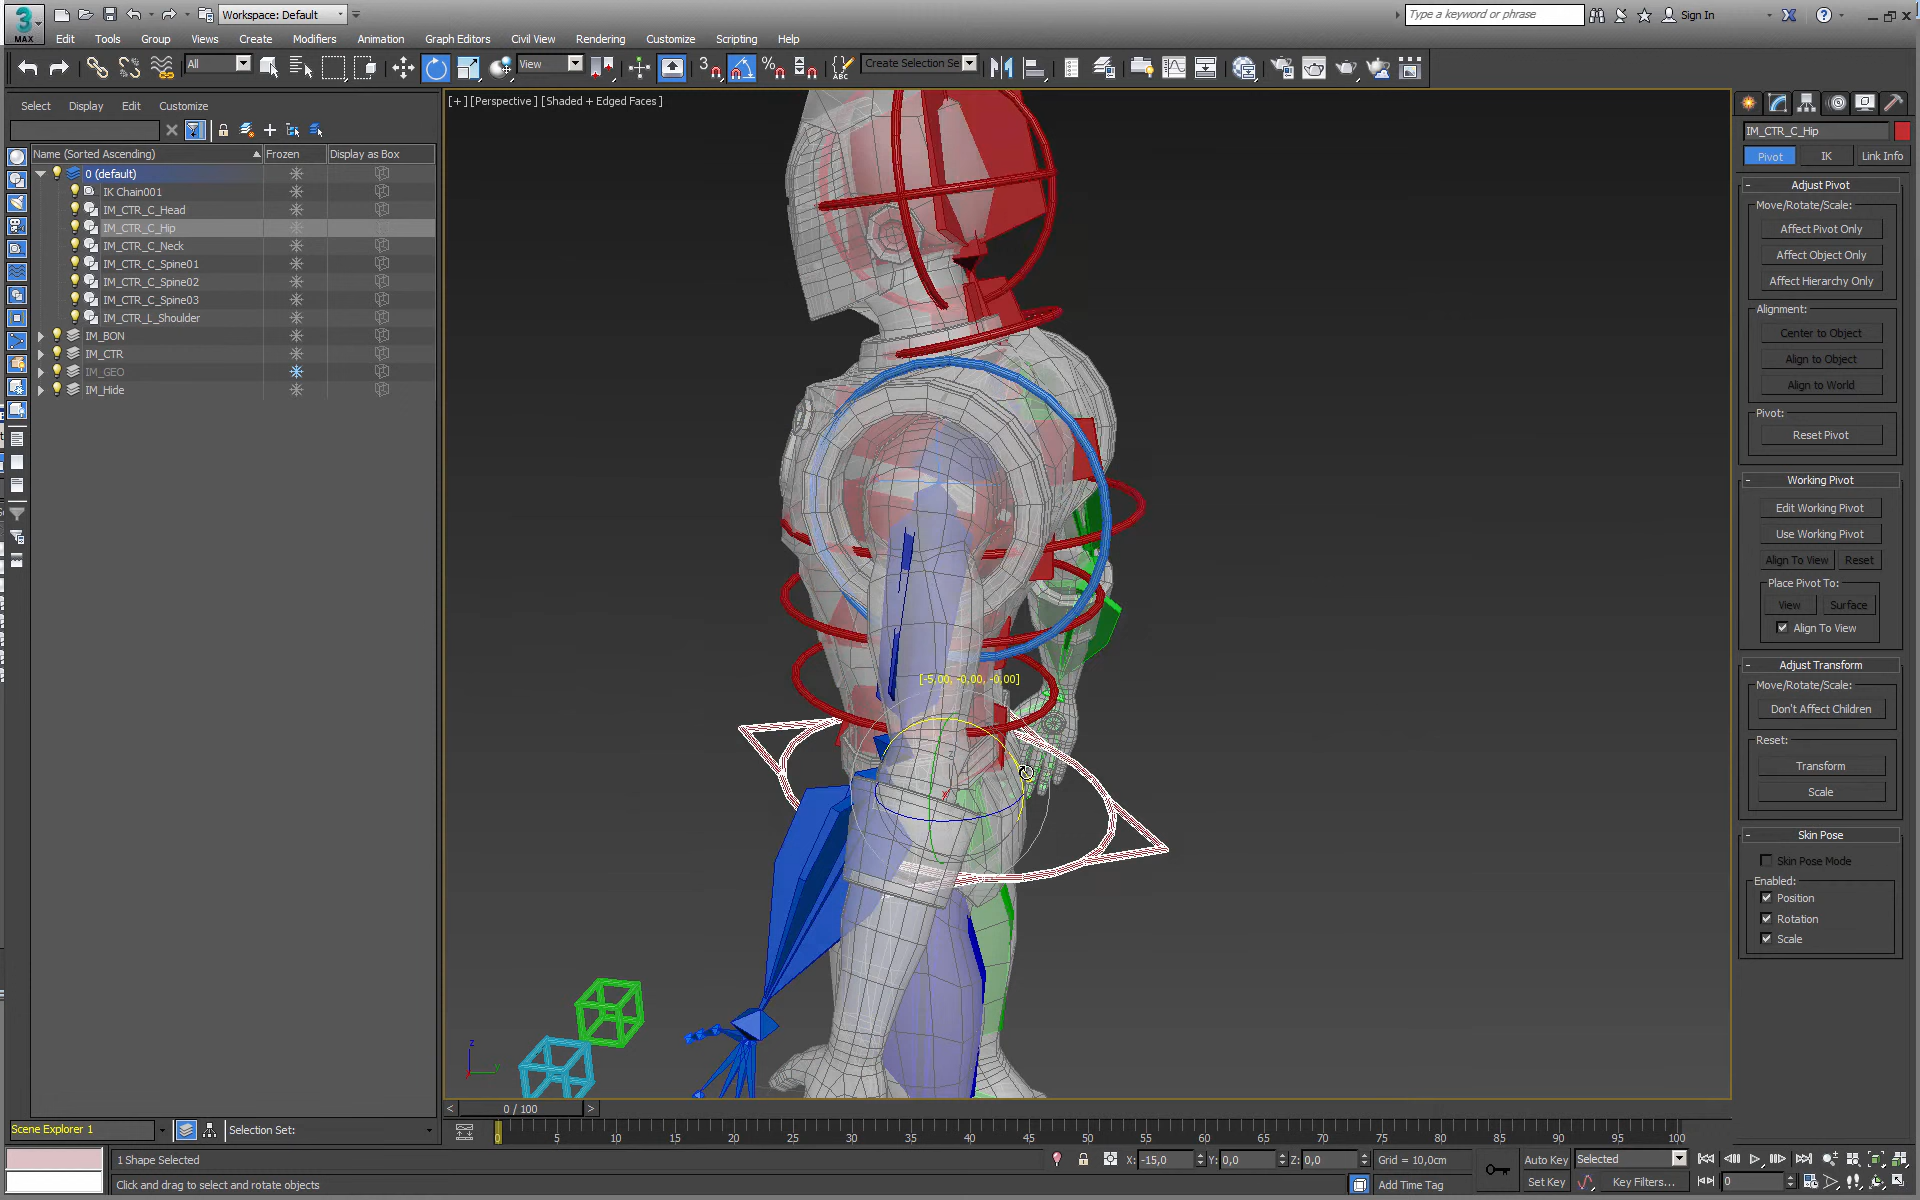 Workspace: Default
Type a keyword or phrase
Sign In
MAX
Edit Tools Group Views Create Modifiers Animation Graph Editors Civil View Rendering Customize Scripting Help
All
View
3
%
ABC
Create Selection Se
Select Display Edit Customize
[+] [Perspective] [Shaded + Edged Faces]
Name (Sorted Ascending) Frozen Display as Box
0 (default)
IK Chain001
IM_CTR_C_Head
IM_CTR_C_Hip
IM_CTR_C_Neck
IM_CTR_C_Spine01
IM_CTR_C_Spine02
IM_CTR_C_Spine03
IM_CTR_L_Shoulder
IM_BON
IM_CTR
IM_GEO
IM_Hide
[-5,00, -0,00, -0,00]
z
x
z
IM_CTR_C_Hip
Pivot IK Link Info
- Adjust Pivot
Move/Rotate/Scale:
Affect Pivot Only
Affect Object Only
Affect Hierarchy Only
Alignment:
Center to Object
Align to Object
Align to World
Pivot:
Reset Pivot
- Working Pivot
Edit Working Pivot
Use Working Pivot
Align To View Reset
Place Pivot To:
View Surface
Align To View
- Adjust Transform
Move/Rotate/Scale:
Don't Affect Children
Reset:
Transform
Scale
- Skin Pose
Skin Pose Mode
Enabled:
Position
Rotation
Scale
< 0 / 100 >
Scene Explorer 1
Selection Set:
0 5 10 15 20 25 30 35 40 45 50 55 60 65 70 75 80 85 90 95 100
1 Shape Selected
X: -15,0 Y: 0,0 Z: 0,0 Grid = 10,0cm
Auto Key Selected
Click and drag to select and rotate objects
Add Time Tag
Set Key Key Filters... 0